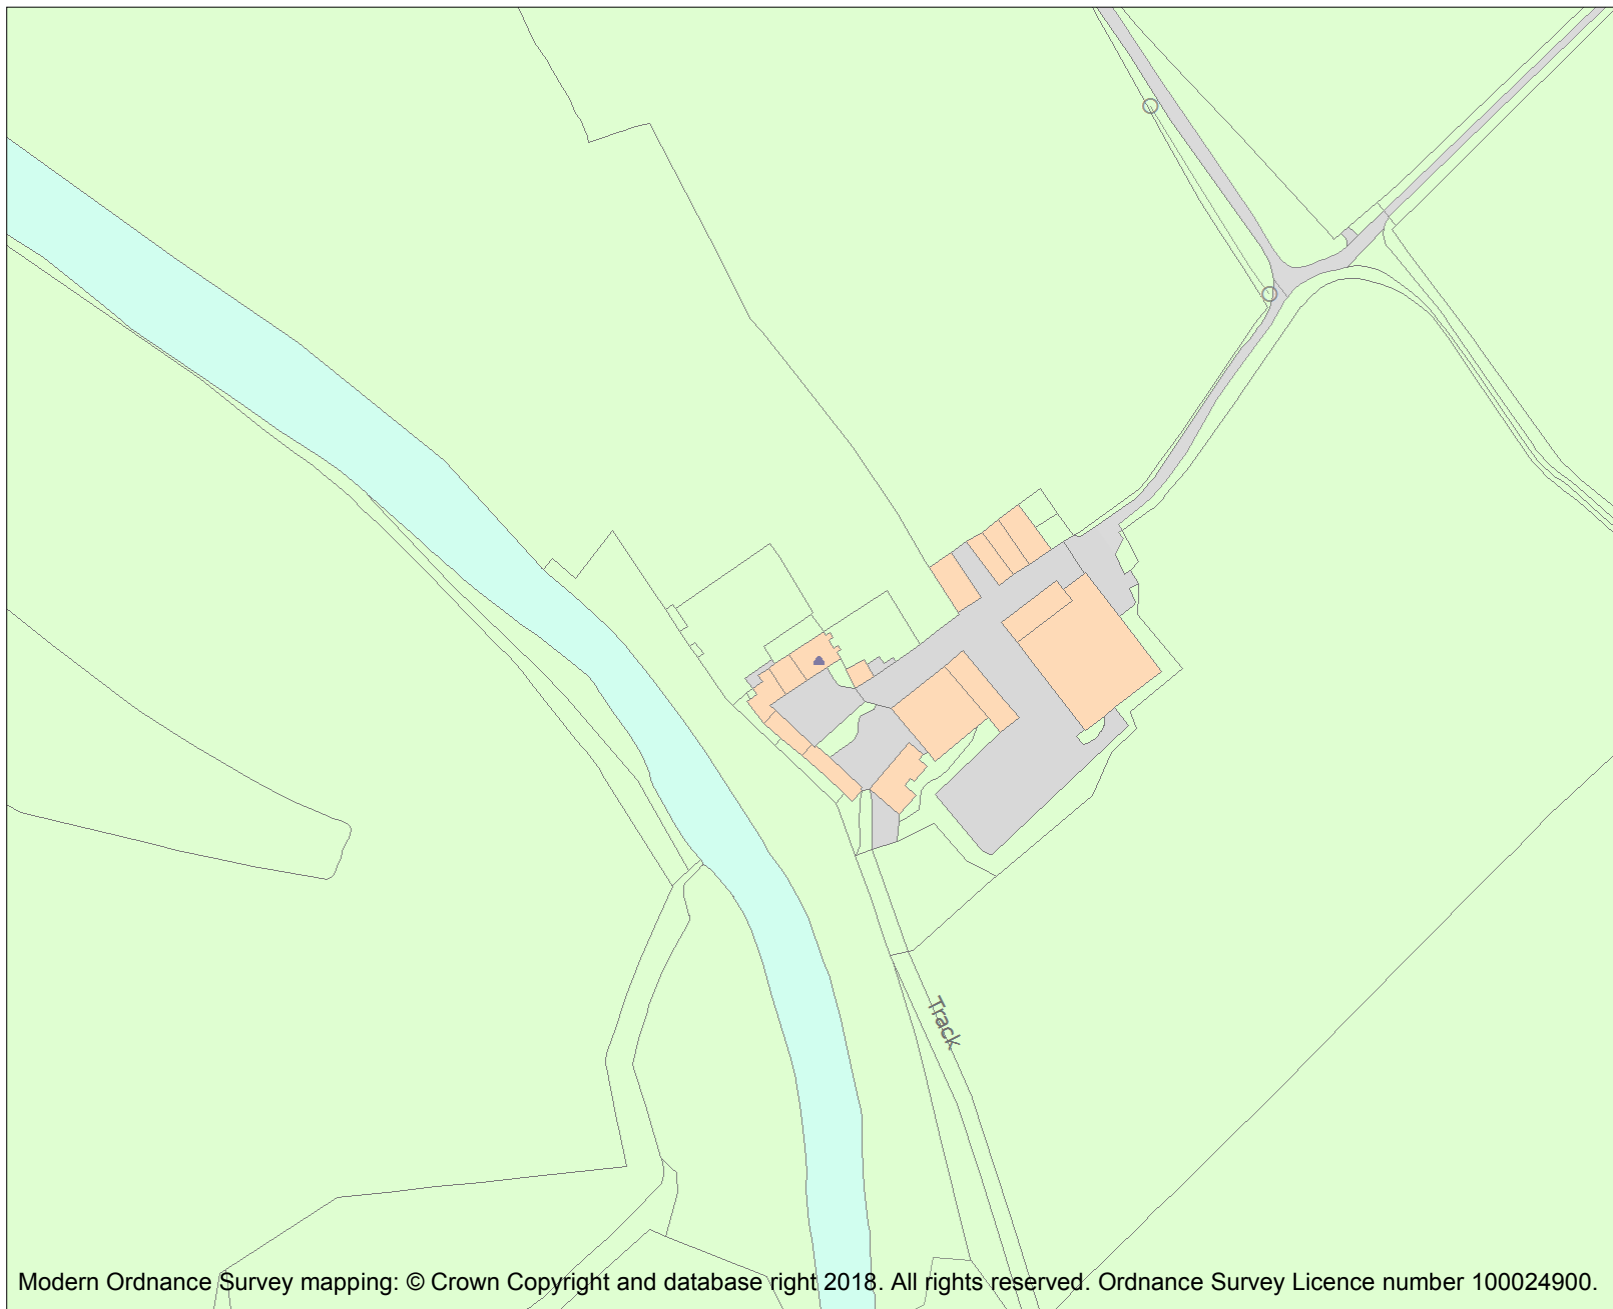 Track
Modern Ordnance Survey mapping: © Crown Copyright and database right 2018. All rights reserved. Ordnance Survey Licence number 100024900.